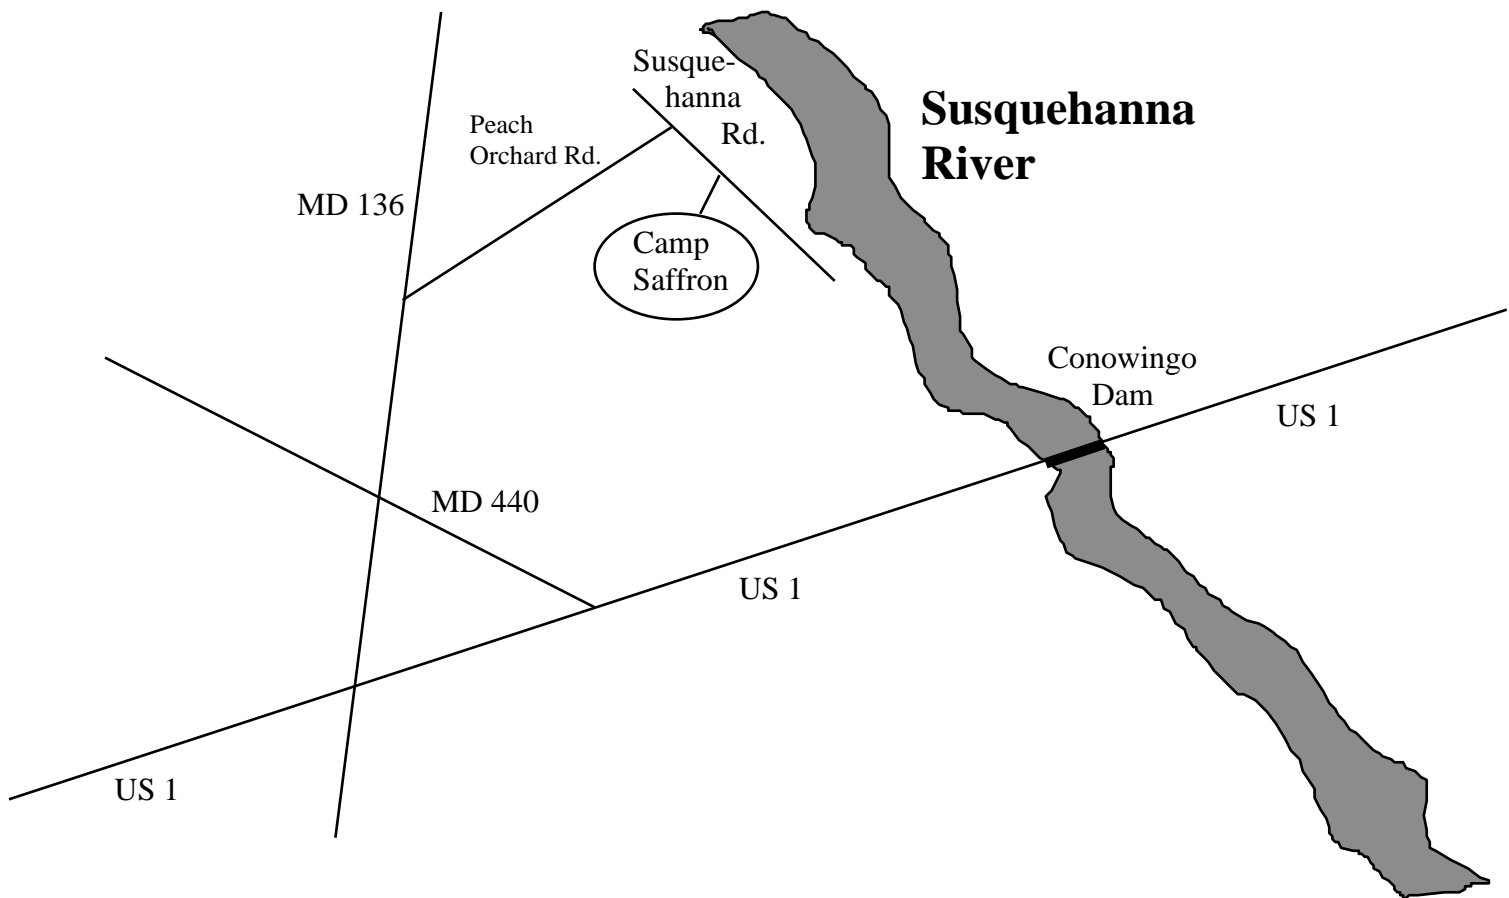 Susque-
hanna
Rd.
Susquehanna
River
Peach
Orchard Rd.
MD 136
Camp
Saffron
Conowingo
Dam
US 1
MD 440
US 1
US 1